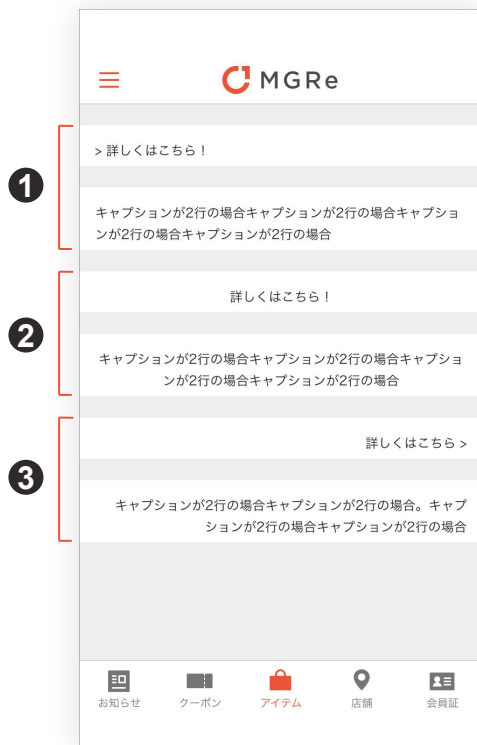 MGRe
1
> 詳しくはこちら！
キャプションが2行の場合キャプションが2行の場合キャプショ
ンが2行の場合キャプションが2行の場合
2
詳しくはこちら！
キャプションが2行の場合キャプションが2行の場合キャプショ
ンが2行の場合キャプションが2行の場合
3
詳しくはこちら >
キャプションが2行の場合キャプションが2行の場合。キャプ
ションが2行の場合キャプションが2行の場合
お知らせ クーポン アイテム 店舗 会員証